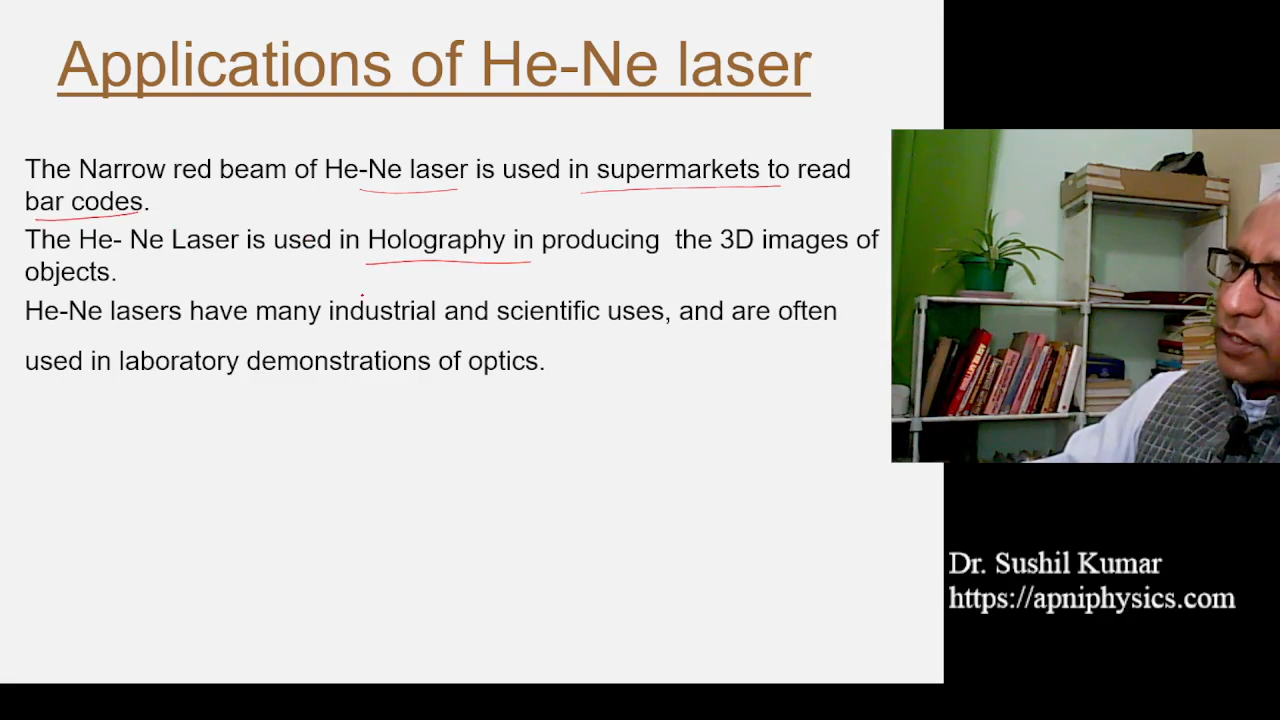 Applications of He-Ne laser
The Narrow red beam of He-Ne laser is used in supermarkets to read
bar codes.
The He- Ne Laser is used in Holography in producing the 3D images of
objects.
He-Ne lasers have many industrial and scientific uses, and are often
used in laboratory demonstrations of optics.
Dr. Sushil Kumar
https://apniphysics.com